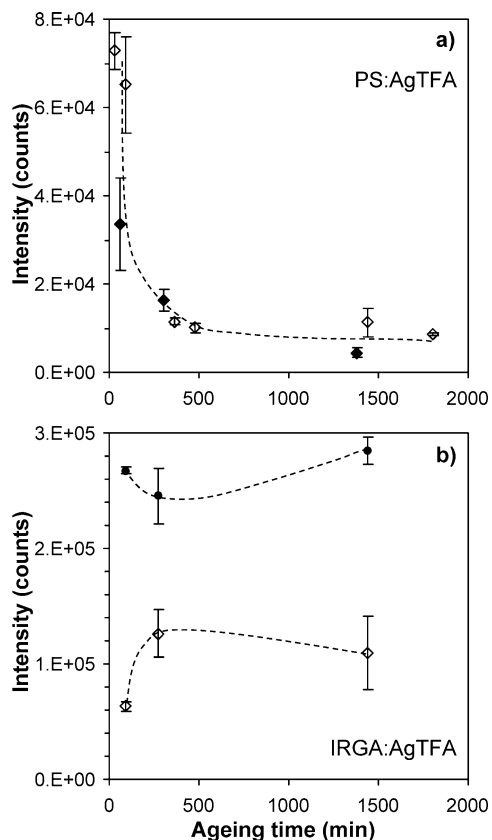 a)
PS:AgTFA
Intensity (counts)
8.E+04
6.E+04
4.E+04
2.E+04
0.E+00
0 500 1000 1500 2000
b)
IRGA:AgTFA
Intensity (counts)
3.E+05
2.E+05
1.E+05
0.E+00
0 500 1000 1500 2000
Ageing time (min)